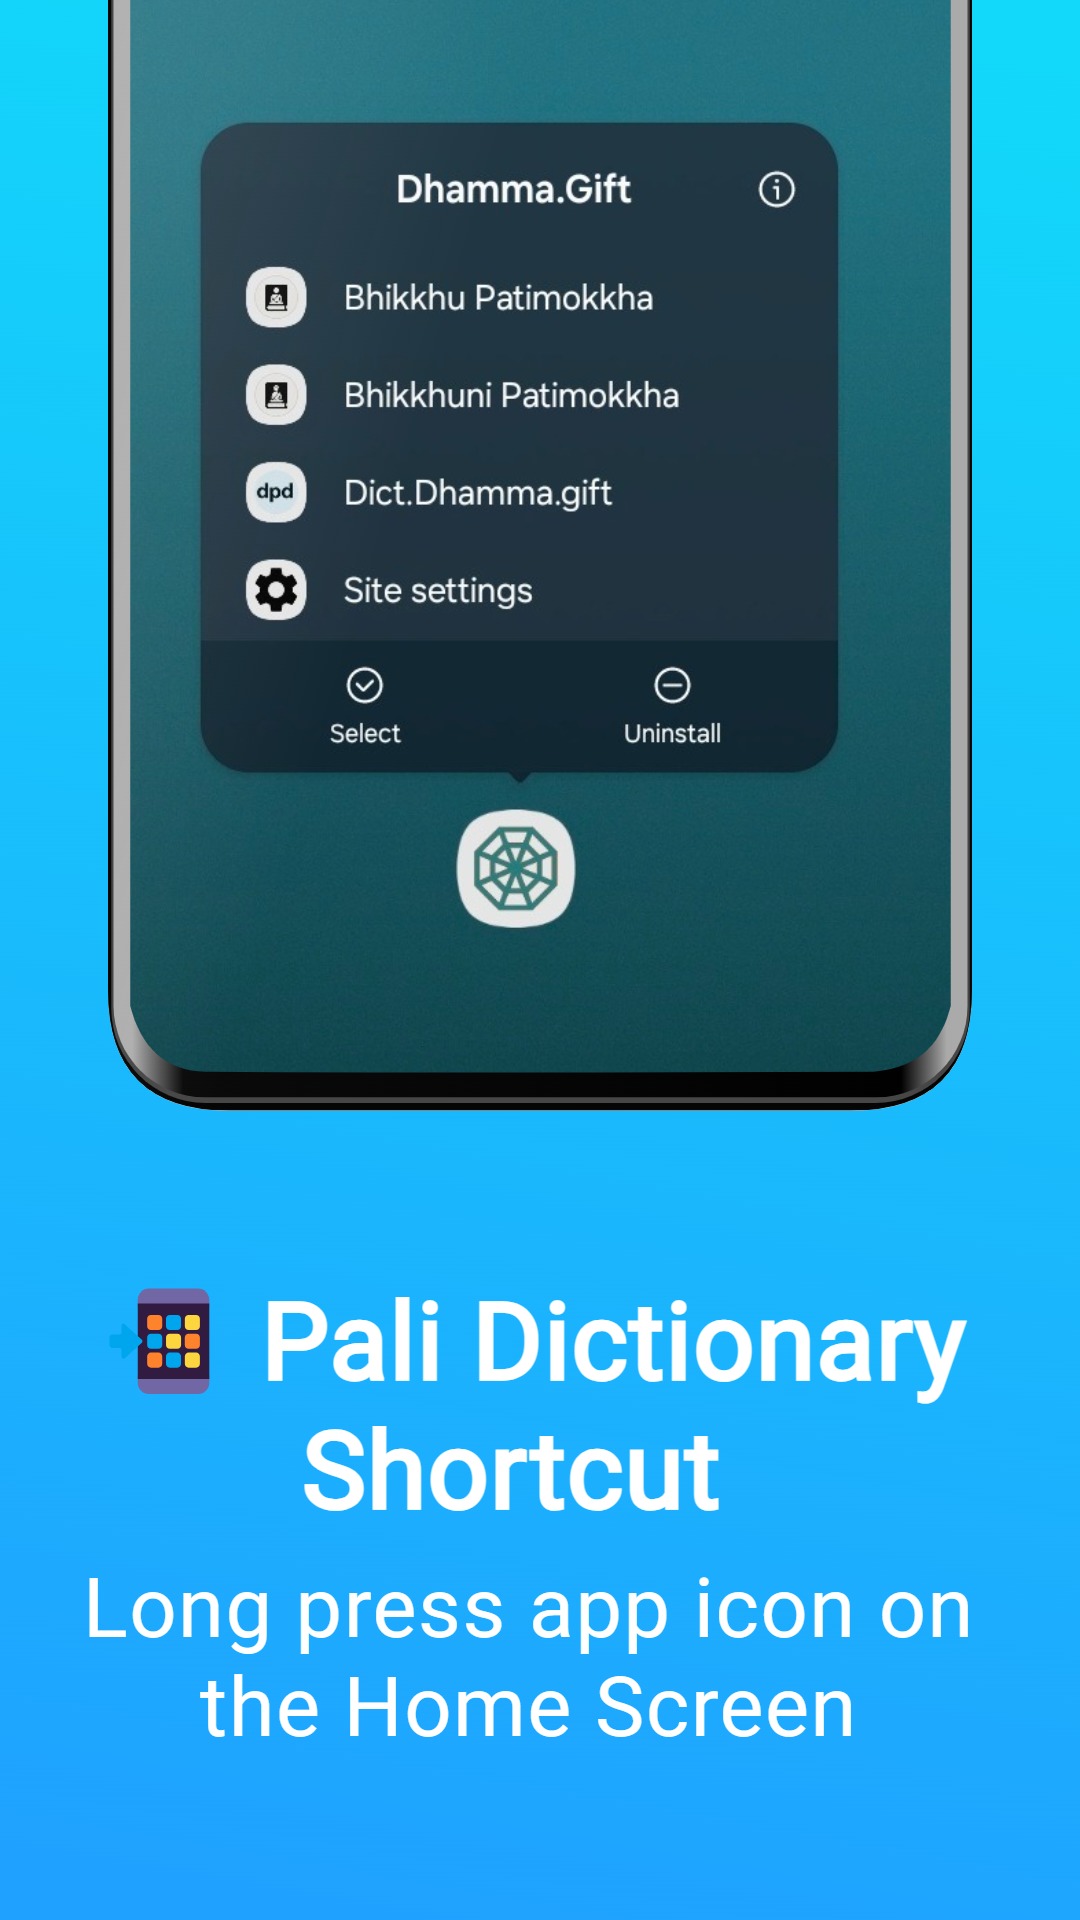 Dhamma.Gift
Bhikkhu Patimokkha
Bhikkhuni Patimokkha
dpd
Dict.Dhamma.gift
Site settings
Select
Uninstall
Pali Dictionary
Shortcut
Long press app icon on
the Home Screen